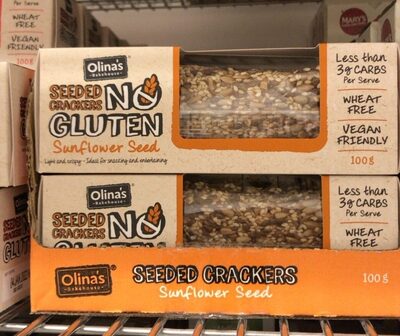 WHEAT
FREE
VEGAN
FRIENDLY
MARY'S
Olina's
Bakehouse
SEEDED
CRACKERS
NO
GLUTEN
Sunflower Seed
Light and crispy - Ideal for snacking and entertaining
Less than
3g CARBS
Per Serve
WHEAT
FREE
VEGAN
FRIENDLY
100g
Olina's
Bakehouse
SEEDED
CRACKERS
NO
GLUTEN
Less than
3g CARBS
Per Serve
WHEAT
FREE
Olina's
Bakehouse
SEEDED CRACKERS
Sunflower Seed
100g